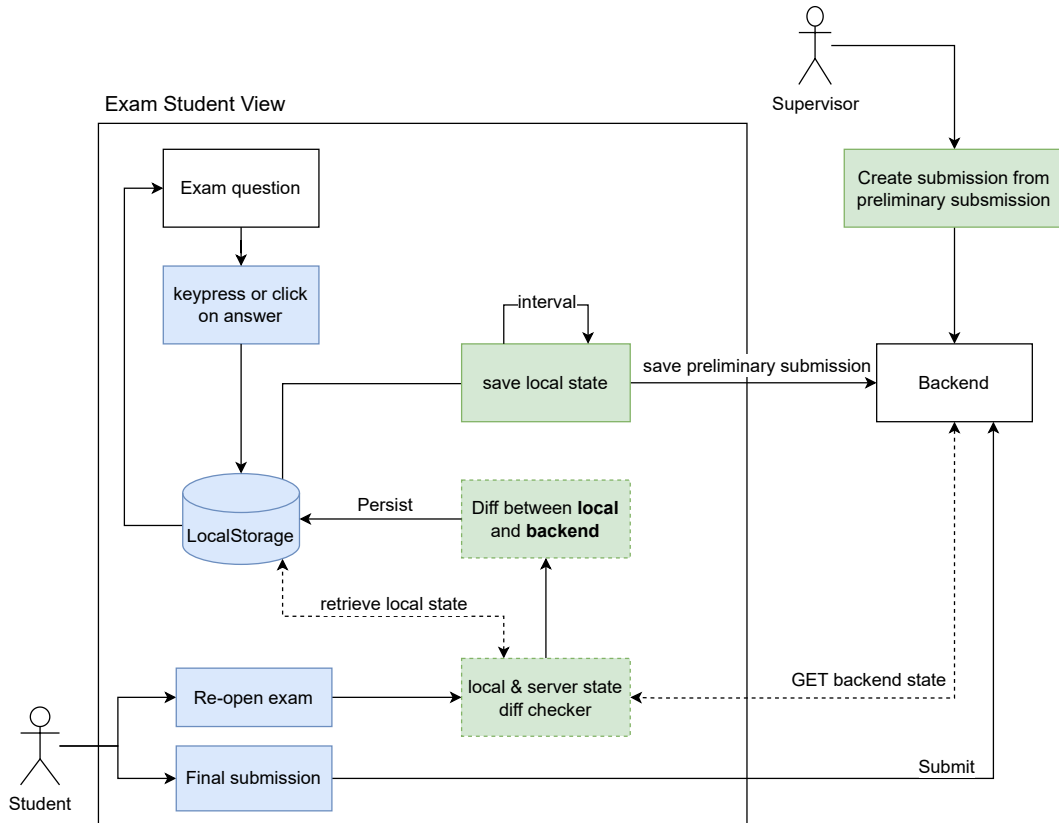 Supervisor
Exam Student View
Exam question
Create submission from
preliminary subsmission
keypress or click
on answer
interval
save local state
save preliminary submission
Backend
LocalStorage
Persist
Diff between local
and backend
retrieve local state
Re-open exam
local & server state
diff checker
GET backend state
Final submission
Submit
Student